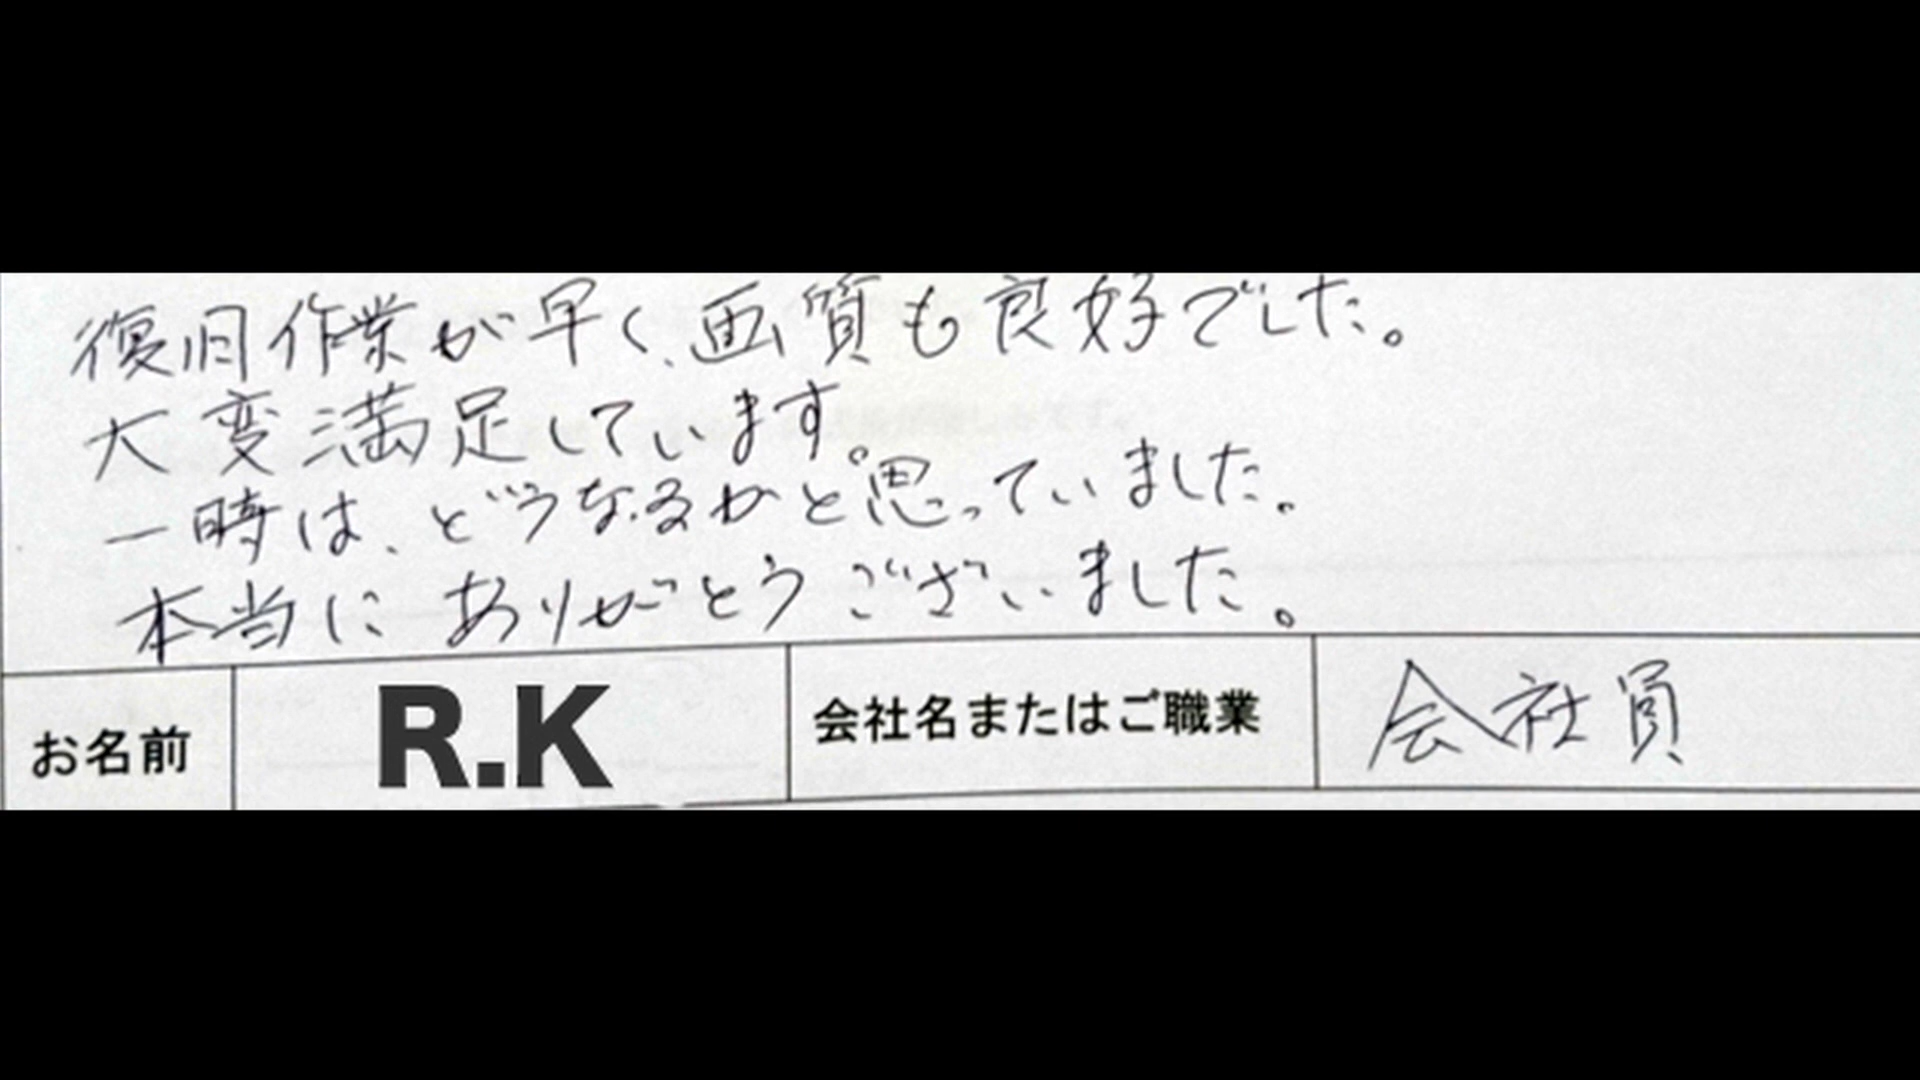 復旧作業が早く、画質も良好でした。
大変満足しています。
一時は、どうなるかと思っていました。
本当にありがとうございました。
お名前 R.K 会社名またはご職業 会社員